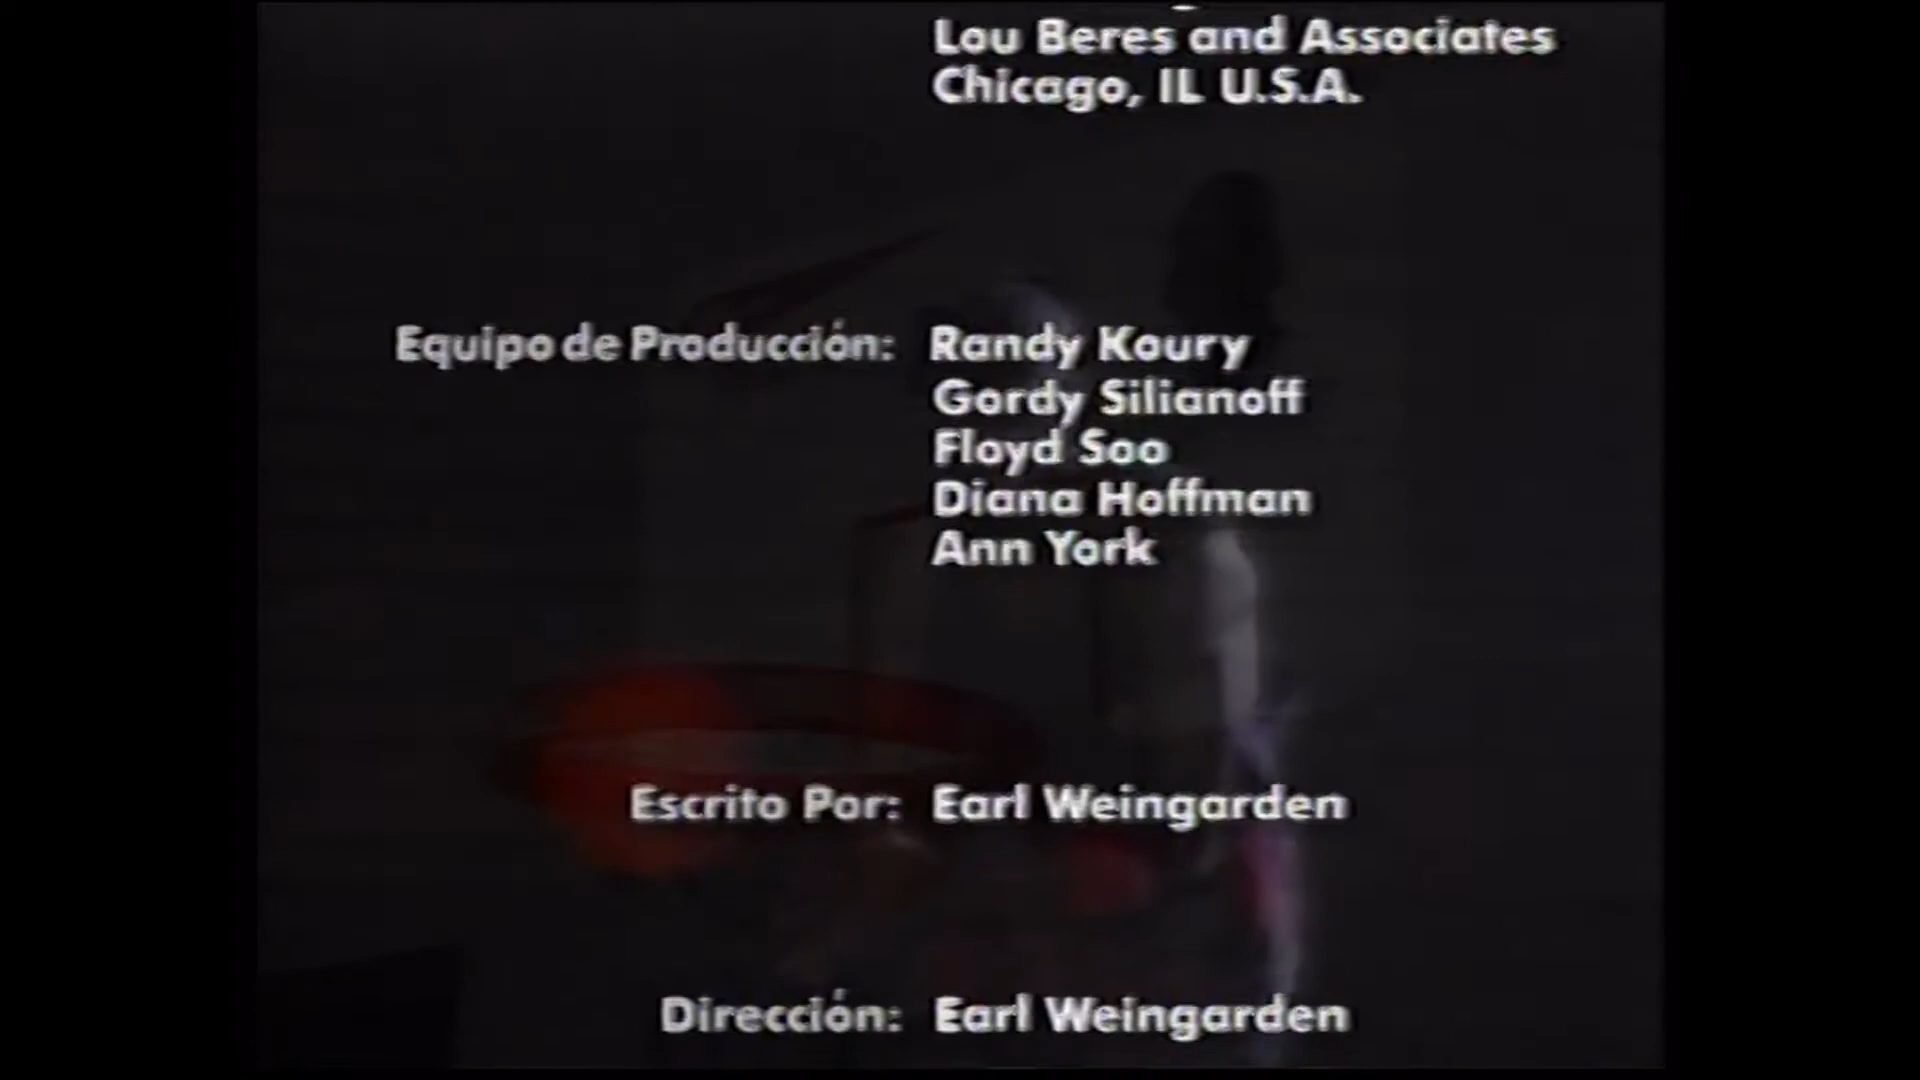 Lou Beres and Associates
Chicago, IL U.S.A.
Equipo de Producción: Randy Koury
Gordy Silianoff
Floyd Soo
Diana Hoffman
Ann York
Escrito Por: Earl Weingarden
Dirección: Earl Weingarden